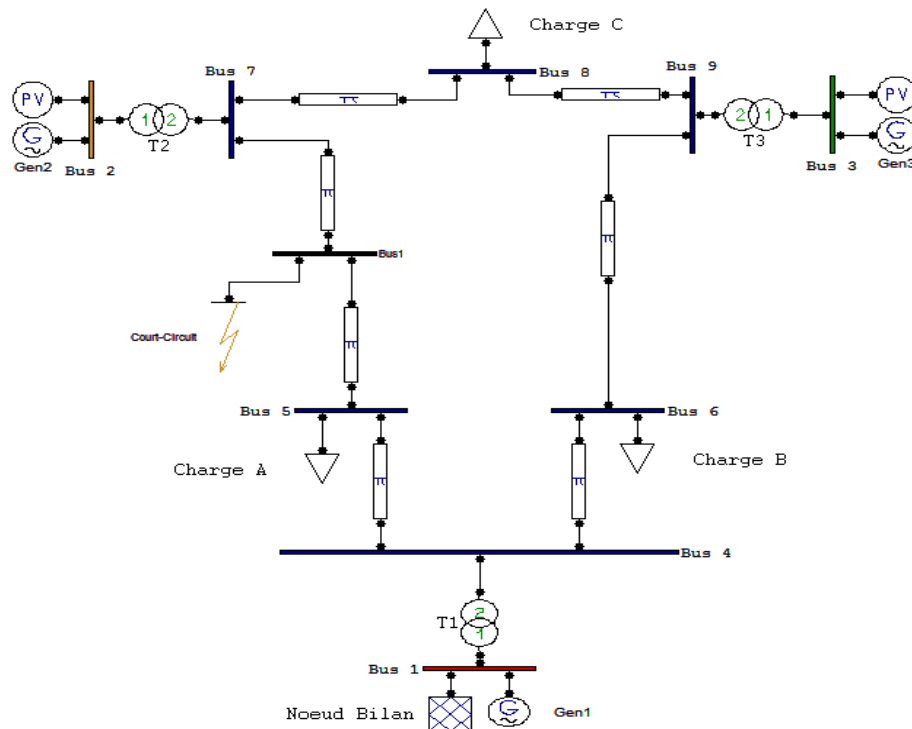 Charge C
Bus 7
Bus 8
Bus 9
PV
1 2
T2
2 1
T3
PV
G
Gen2
Bus 2
G
Gen3
Bus 3
π
π
π
π
Bus1
Court-Circuit
π
Bus 5
Bus 6
Charge A
π
π
Charge B
Bus 4
T1
2
1
Bus 1
Noeud Bilan
G
Gen1